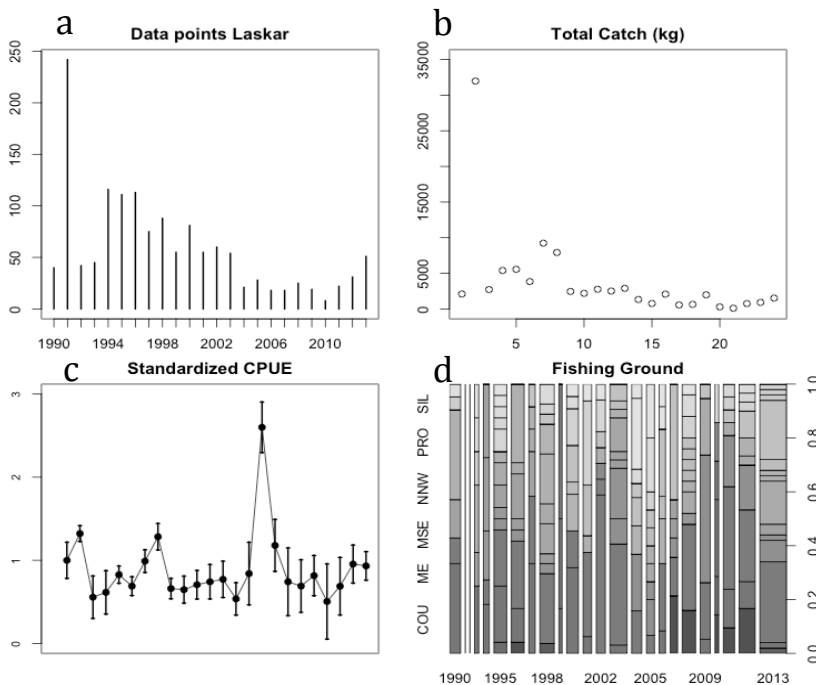 a
Data points Laskar
250
200
150
100
50
0
1990 1994 1998 2002 2006 2010
b
Total Catch (kg)
35000
25000
15000
5000
0
5 10 15 20
c
Standardized CPUE
3
2
1
0
d
Fishing Ground
SIL
PRO
NNW
MSE
ME
COU
1.0
0.8
0.6
0.4
0.2
0.0
1990 1995 1998 2002 2005 2009 2013